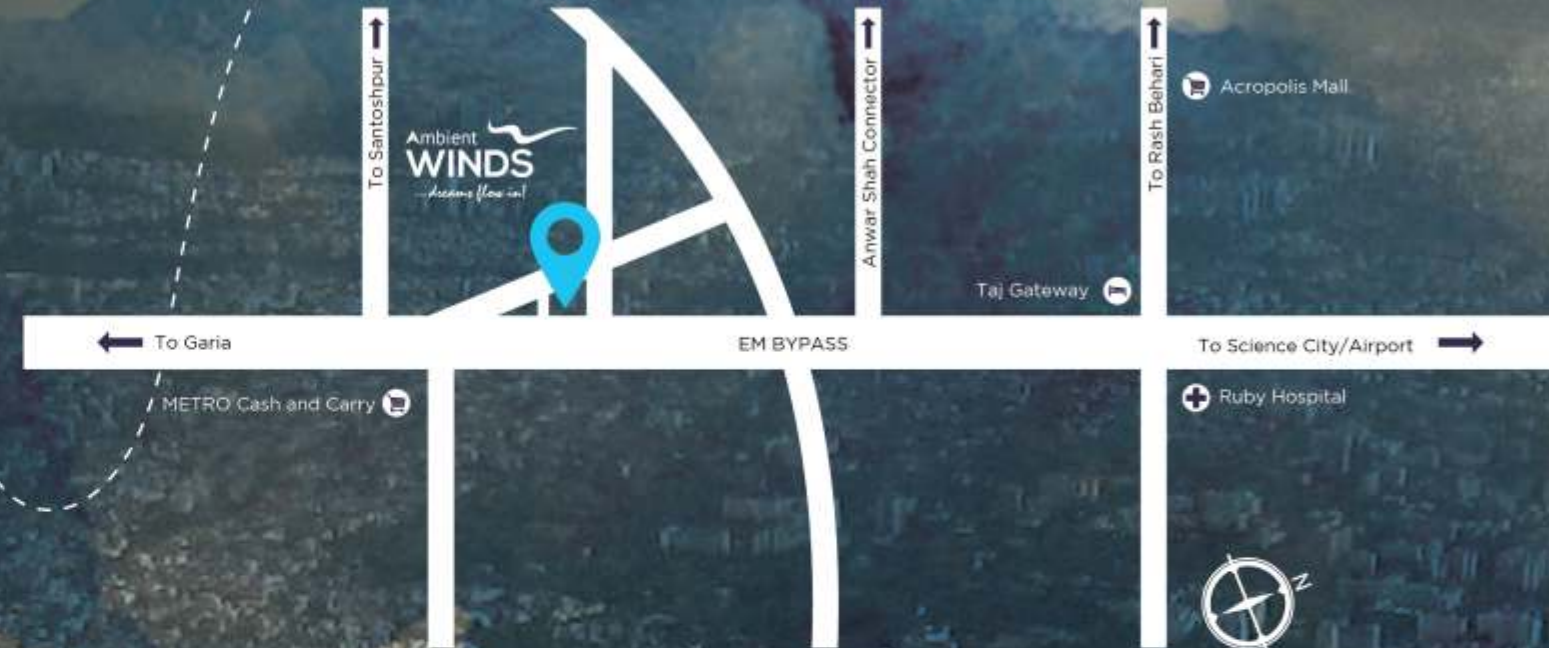 To Santoshpur
Ambient
WINDS
...dreams flow in!
Anwar Shah Connector
To Rash Behari
Acropolis Mall
Taj Gateway
To Garia
EM BYPASS
To Science City/Airport
METRO Cash and Carry
Ruby Hospital
N